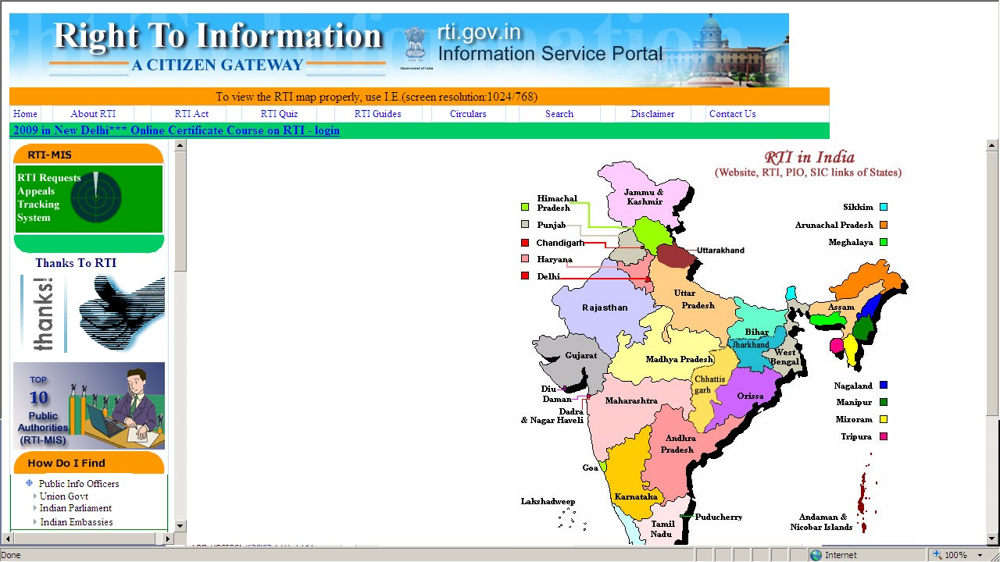 Right To Information
A CITIZEN GATEWAY
Government of India
rti.gov.in
Information Service Portal
To view the RTI map properly, use I.E.(screen resolution:1024/768)
Home About RTI RTI Act RTI Quiz RTI Guides Circulars Search Disclaimer Contact Us
2009 in New Delhi*** Online Certificate Course on RTI - login
RTI-MIS
RTI Requests
Appeals
Tracking
System
Thanks To RTI
thanks!
TOP
10
Public
Authorities
(RTI-MIS)
How Do I Find
Public Info Officers
Union Govt
Indian Parliament
Indian Embassies
RTI in India
(Website, RTI, PIO, SIC links of States)
Jammu &
Kashmir
Himachal
Pradesh
Punjab
Chandigarh
Haryana
Delhi
Uttarakhand
Sikkim
Arunachal Pradesh
Meghalaya
Uttar
Pradesh
Rajasthan
Assam
Bihar
Jharkhand
West
Bengal
Gujarat
Madhya Pradesh
Chhattis
garh
Orissa
Diu
Daman
Dadra
& Nagar Haveli
Maharashtra
Nagaland
Manipur
Mizoram
Tripura
Andhra
Pradesh
Goa
Karnataka
Lakshadweep
Tamil
Nadu
Puducherry
Andaman &
Nicobar Islands
Done Internet 100%